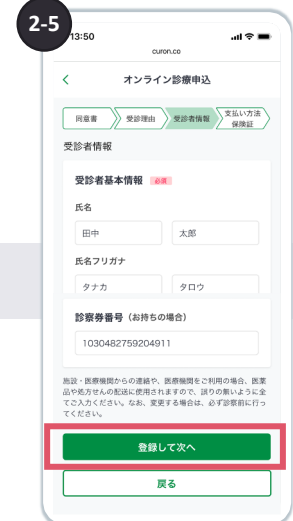 2-5
13:50
curon.co
オンライン診療申込
同意書
受診理由
受診者情報
支払い方法
保険証
受診者情報
受診者基本情報 必須
氏名
田中
太郎
氏名フリガナ
タナカ
タロウ
診察券番号（お持ちの場合）
1030482759204911
施設・医療機関からの連絡や、医療機関をご利用の場合、医薬
品や処方せんの配送に使用されますので、誤りの無いように全
てご入力ください。なお、変更する場合は、必ず診察前に行っ
てください。
登録して次へ
戻る